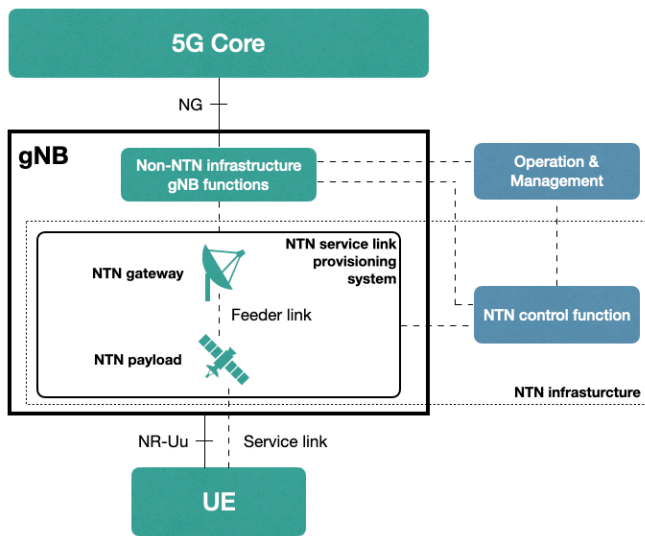 5G Core
NG
gNB
Non-NTN infrastructure
gNB functions
Operation &
Management
NTN service link
provisioning
system
NTN gateway
Feeder link
NTN control function
NTN payload
NTN infrasturcture
NR-Uu
Service link
UE